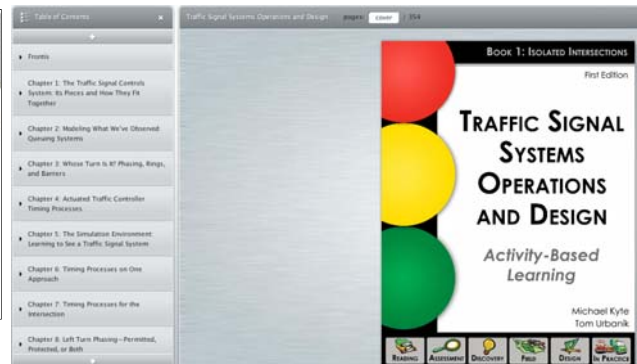 Table of Contents
Frontis
Chapter 1: The Traffic Signal Controls
System: Its Pieces and How They Fit
Together
Chapter 2: Modeling What We've Observed
Queuing Systems
Chapter 3: Whose Turn Is It? Phasing, Rings,
and Barriers
Chapter 4: Actuated Traffic Controller
Timing Processes
Chapter 5: The Simulation Environment:
Learning to See a Traffic Signal System
Chapter 6: Timing Processes on One
Approach
Chapter 7: Timing Processes for the
Intersection
Chapter 8: Left Turn Phasing—Permitted,
Protected, or Both
Traffic Signal Systems Operations and Design pages: cover / 354
BOOK 1: ISOLATED INTERSECTIONS
First Edition
TRAFFIC SIGNAL
SYSTEMS
OPERATIONS
AND DESIGN
Activity-Based
Learning
Michael Kyte
Tom Urbanik
READING ASSESSMENT DISCOVERY FIELD DESIGN IN PRACTICE